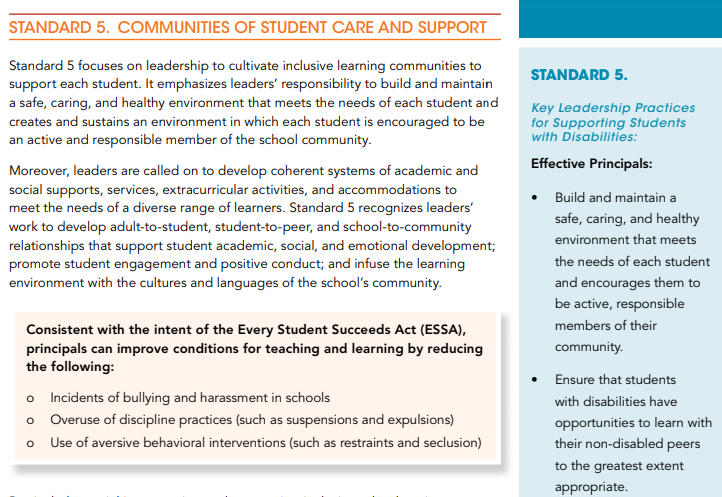 STANDARD 5. COMMUNITIES OF STUDENT CARE AND SUPPORT
Standard 5 focuses on leadership to cultivate inclusive learning communities to
support each student. It emphasizes leaders' responsibility to build and maintain
a safe, caring, and healthy environment that meets the needs of each student and
creates and sustains an environment in which each student is encouraged to be
an active and responsible member of the school community.
Moreover, leaders are called on to develop coherent systems of academic and
social supports, services, extracurricular activities, and accommodations to
meet the needs of a diverse range of learners. Standard 5 recognizes leaders'
work to develop adult-to-student, student-to-peer, and school-to-community
relationships that support student academic, social, and emotional development;
promote student engagement and positive conduct; and infuse the learning
environment with the cultures and languages of the school's community.
Consistent with the intent of the Every Student Succeeds Act (ESSA),
principals can improve conditions for teaching and learning by reducing
the following:
o Incidents of bullying and harassment in schools
o Overuse of discipline practices (such as suspensions and expulsions)
o Use of aversive behavioral interventions (such as restraints and seclusion)
STANDARD 5.
Key Leadership Practices
for Supporting Students
with Disabilities:
Effective Principals:
• Build and maintain a
safe, caring, and healthy
environment that meets
the needs of each student
and encourages them to
be active, responsible
members of their
community.
• Ensure that students
with disabilities have
opportunities to learn with
their non-disabled peers
to the greatest extent
appropriate.